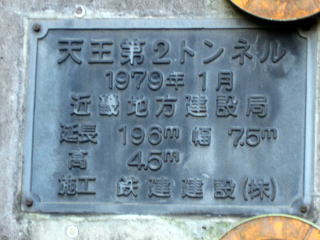 天王第2トンネル
1979年1月
近畿地方建設局
延長 196m 幅 7.5m
高 4.5m
施工 鉄建建設(株)